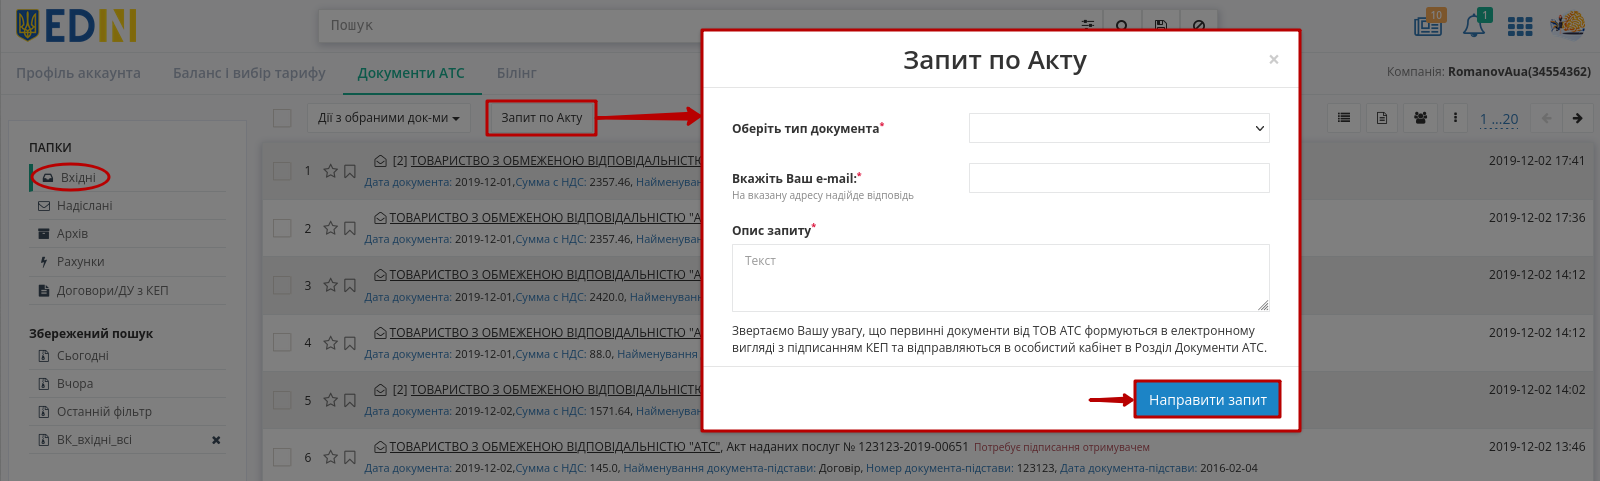 EDIN
Пошук
10
1
Профіль аккаунта
Баланс і вибір тарифу
Документи АТС
Білінг
Компанія: RomanovAua(34554362)
Дії з обраними док-ми
Запит по Акту
1 ...20
ПАПКИ
Вхідні
Надіслані
Архів
Рахунки
Договори/ДУ з КЕП
Збережений пошук
Сьогодні
Вчора
Останній фільтр
ВК_вхідні_всі
1 [2] ТОВАРИСТВО З ОБМЕЖЕНОЮ ВІДПОВІДАЛЬНІСТЮ 2019-12-02 17:41
Дата документа: 2019-12-01,Сумма с НДС: 2357.46, Найменуван
2 ТОВАРИСТВО З ОБМЕЖЕНОЮ ВІДПОВІДАЛЬНІСТЮ "А 2019-12-02 17:36
Дата документа: 2019-12-01,Сумма с НДС: 2357.46, Найменуван
3 ТОВАРИСТВО З ОБМЕЖЕНОЮ ВІДПОВІДАЛЬНІСТЮ "А 2019-12-02 14:12
Дата документа: 2019-12-01,Сумма с НДС: 2420.0, Найменування
4 ТОВАРИСТВО З ОБМЕЖЕНОЮ ВІДПОВІДАЛЬНІСТЮ "А 2019-12-02 14:12
Дата документа: 2019-12-01,Сумма с НДС: 88.0, Найменування
5 [2] ТОВАРИСТВО З ОБМЕЖЕНОЮ ВІДПОВІДАЛЬНІСТЮ 2019-12-02 14:02
Дата документа: 2019-12-02,Сумма с НДС: 1571.64, Найменуван
6 ТОВАРИСТВО З ОБМЕЖЕНОЮ ВІДПОВІДАЛЬНІСТЮ "АТС", Акт наданих послуг № 123123-2019-00651 Потребує підписання отримувачем 2019-12-02 13:46
Дата документа: 2019-12-02,Сумма с НДС: 145.0, Найменування документа-підстави: Договір, Номер документа-підстави: 123123, Дата документа-підстави: 2016-02-04
Запит по Акту
×
Оберіть тип документа*
Вкажіть Ваш e-mail:*
На вказану адресу надійде відповідь
Опис запиту*
Текст
Звертаємо Вашу увагу, що первинні документи від ТОВ АТС формуються в електронному
вигляді з підписанням КЕП та відправляються в особистий кабінет в Розділ Документи АТС.
Направити запит